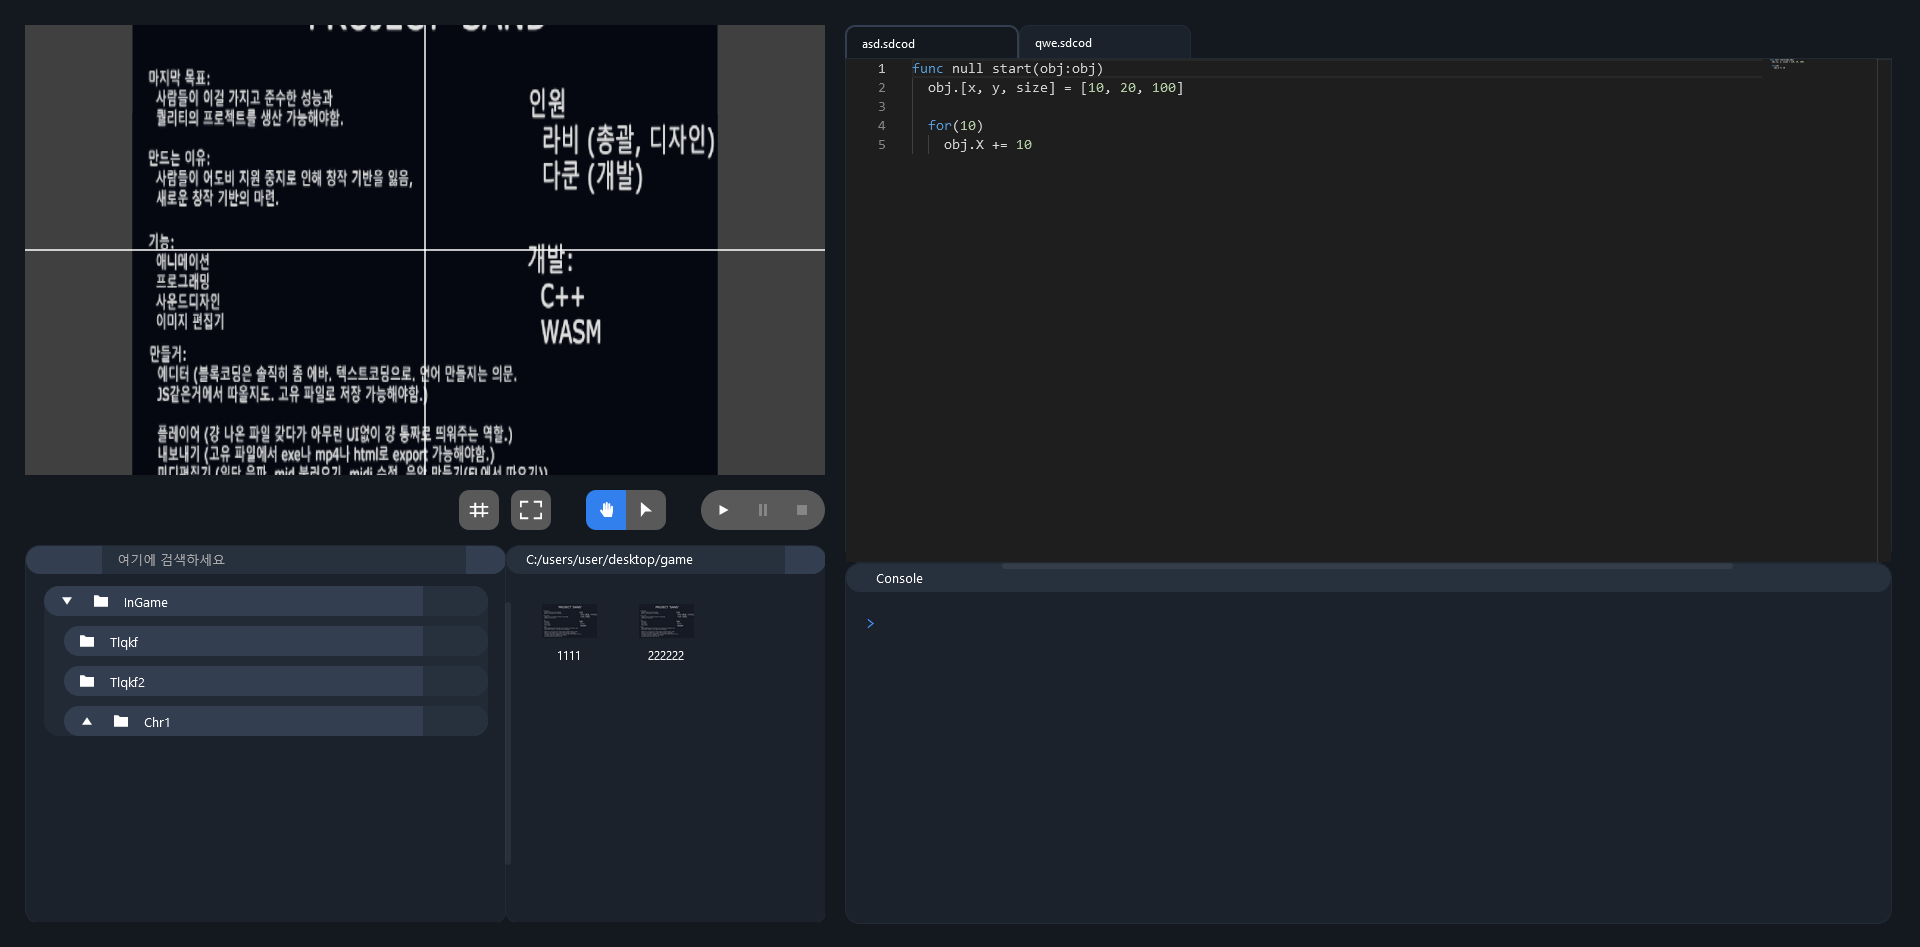 PROJECT SAND
마지막 목표:
사람들이 이걸 가지고 준수한 성능과
퀄리티의 프로젝트를 생산 가능해야함.
만드는 이유:
사람들이 어도비 지원 중지로 인해 창작 기반을 잃음,
새로운 창작 기반의 마련.
기능:
애니메이션
프로그래밍
사운드디자인
이미지 편집기
만들거:
에디터 (블록코딩은 솔직히 좀 에바. 텍스트코딩으로. 언어 만들지는 의문.
JS같은거에서 따올지도. 고유 파일로 저장 가능해야함.)
플레이어 (걍 나온 파일 갖다가 아무런 UI없이 걍 통짜로 띄워주는 역할.)
내보내기 (고유 파일에서 exe나 mp4나 html로 export 가능해야함.)
인원
라비 (총괄, 디자인)
다쿤 (개발)
개발:
C++
WASM
여기에 검색하세요
InGame
Tlqkf
Tlqkf2
Chr1
C:/users/user/desktop/game
1111
222222
asd.sdcod
qwe.sdcod
1 func null start(obj:obj)
2 obj.[x, y, size] = [10, 20, 100]
3
4 for(10)
5 obj.X += 10
Console
>